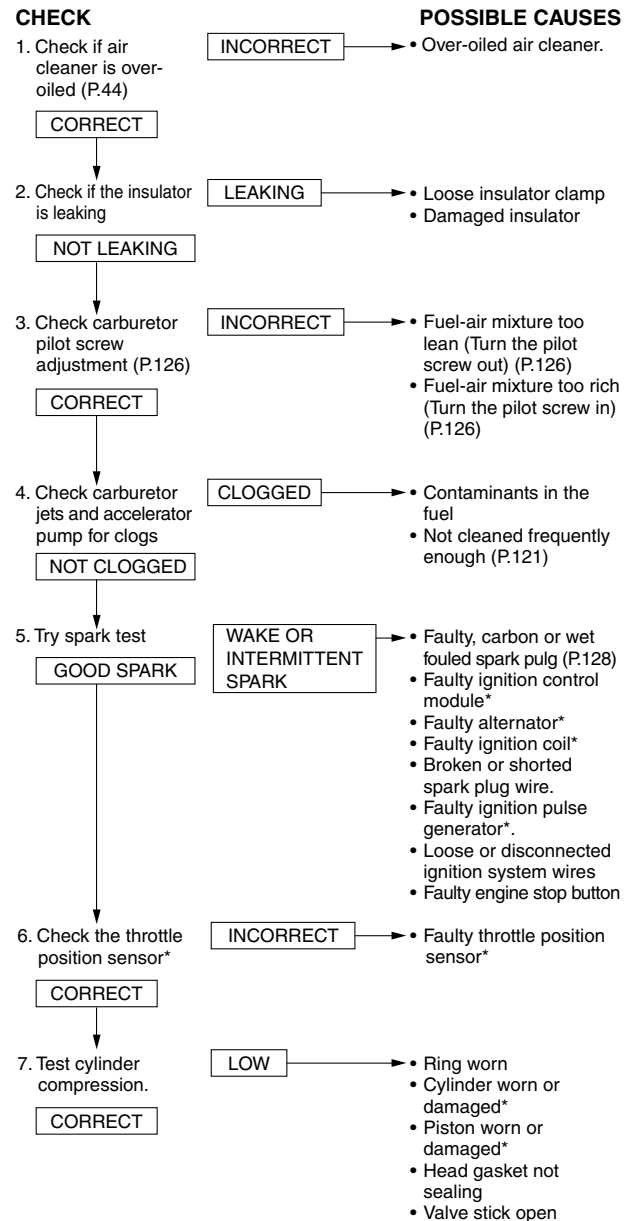 CHECK
POSSIBLE CAUSES
1. Check if air
cleaner is over-
oiled (P.44)
INCORRECT
• Over-oiled air cleaner.
CORRECT
2. Check if the insulator
is leaking
LEAKING
• Loose insulator clamp
• Damaged insulator
NOT LEAKING
3. Check carburetor
pilot screw
adjustment (P.126)
INCORRECT
• Fuel-air mixture too
lean (Turn the pilot
screw out) (P.126)
• Fuel-air mixture too rich
(Turn the pilot screw in)
(P.126)
CORRECT
4. Check carburetor
jets and accelerator
pump for clogs
CLOGGED
• Contaminants in the
fuel
• Not cleaned frequently
enough (P.121)
NOT CLOGGED
5. Try spark test
WAKE OR
INTERMITTENT
SPARK
• Faulty, carbon or wet
fouled spark pulg (P.128)
• Faulty ignition control
module*
• Faulty alternator*
• Faulty ignition coil*
• Broken or shorted
spark plug wire.
• Faulty ignition pulse
generator*.
• Loose or disconnected
ignition system wires
• Faulty engine stop button
GOOD SPARK
6. Check the throttle
position sensor*
INCORRECT
• Faulty throttle position
sensor*
CORRECT
7. Test cylinder
compression.
LOW
• Ring worn
• Cylinder worn or
damaged*
• Piston worn or
damaged*
• Head gasket not
sealing
• Valve stick open
CORRECT